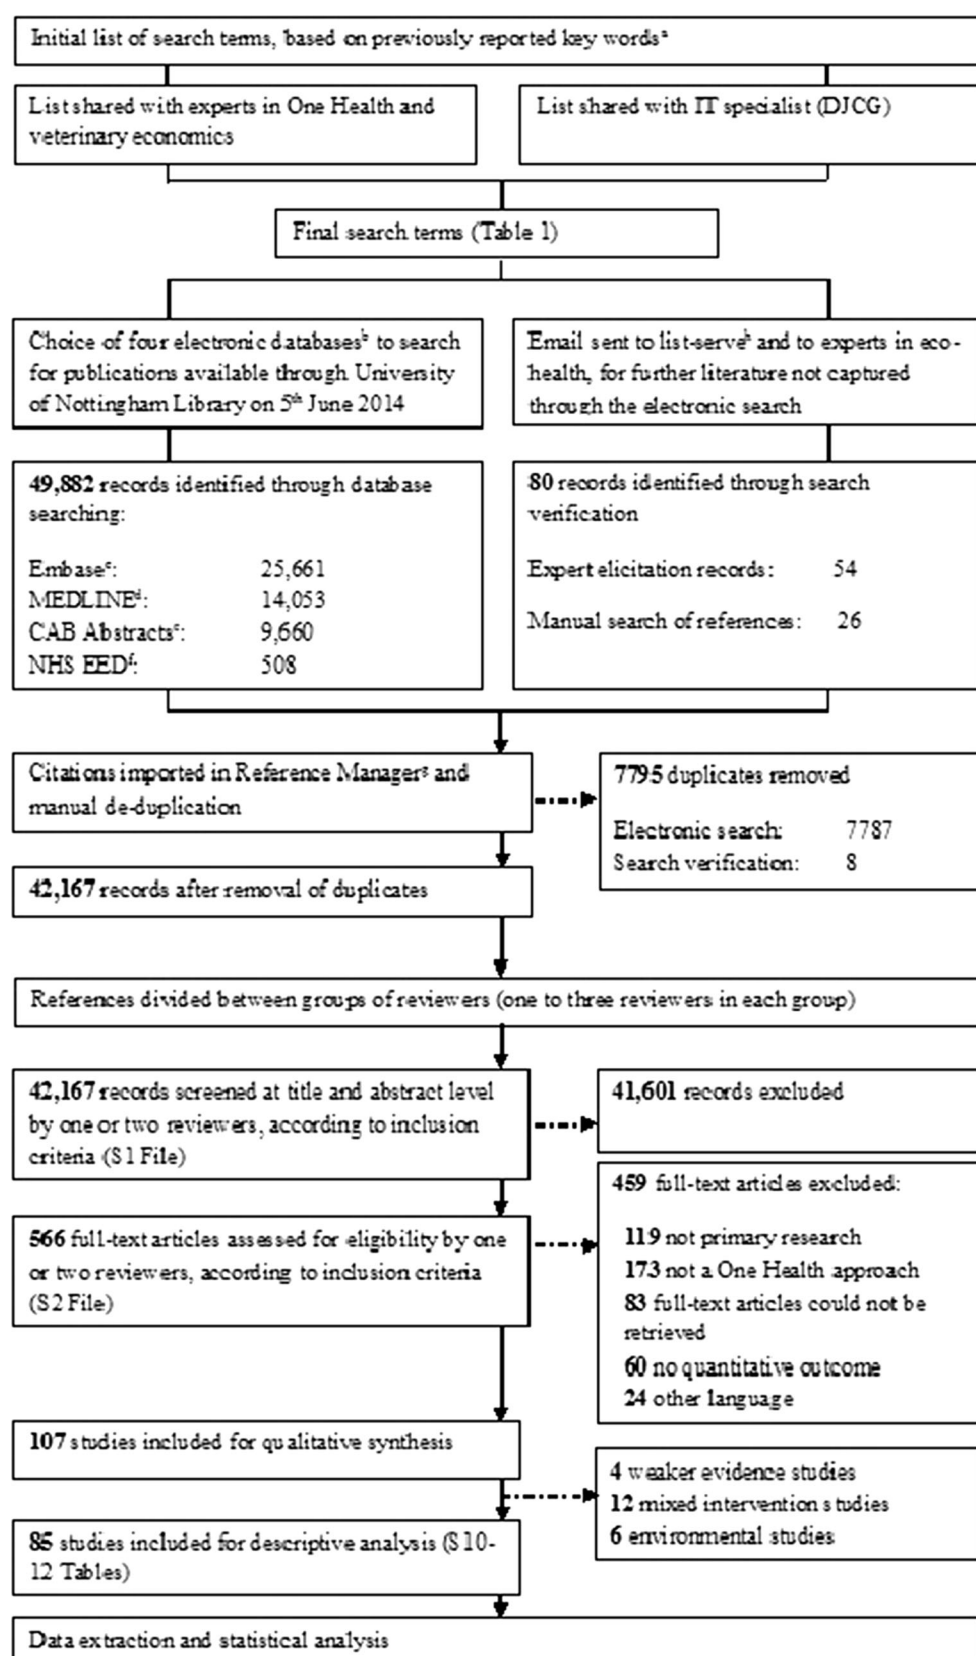 Initial list of search terms, based on previously reported key wordsᵃ
List shared with experts in One Health and
veterinary economics
List shared with IT specialist (DJCG)
Final search terms (Table 1)
Choice of four electronic databasesᵇ to search
for publications available through University
of Nottingham Library on 5ᵗʰ June 2014
Email sent to list-serveʰ and to experts in eco-
health, for further literature not captured
through the electronic search
49,882 records identified through database
searching:
Embaseᶜ: 25,661
MEDLINEᵈ: 14,053
CAB Abstractsᵉ: 9,660
NHS EEDᶠ: 508
80 records identified through search
verification
Expert elicitation records: 54
Manual search of references: 26
Citations imported in Reference Managerᵍ and
manual de-duplication
7795 duplicates removed
Electronic search: 7787
Search verification: 8
42,167 records after removal of duplicates
References divided between groups of reviewers (one to three reviewers in each group)
42,167 records screened at title and abstract level
by one or two reviewers, according to inclusion
criteria (S1 File)
41,601 records excluded
566 full-text articles assessed for eligibility by one
or two reviewers, according to inclusion criteria
(S2 File)
459 full-text articles excluded:
119 not primary research
173 not a One Health approach
83 full-text articles could not be
retrieved
60 no quantitative outcome
24 other language
107 studies included for qualitative synthesis
4 weaker evidence studies
12 mixed intervention studies
6 environmental studies
85 studies included for descriptive analysis (S10-
12 Tables)
Data extraction and statistical analysis